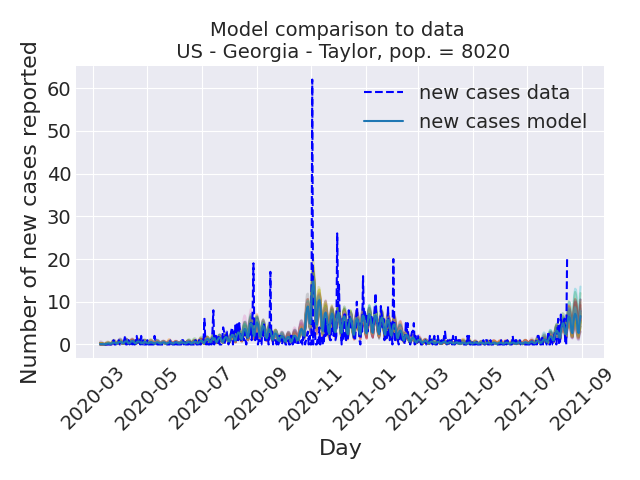 Model comparison to data
US - Georgia - Taylor, pop. = 8020
Number of new cases reported
60
50
40
30
20
10
0
new cases data
new cases model
2020-03
2020-05
2020-07
2020-09
2020-11
2021-01
2021-03
2021-05
2021-07
2021-09
Day